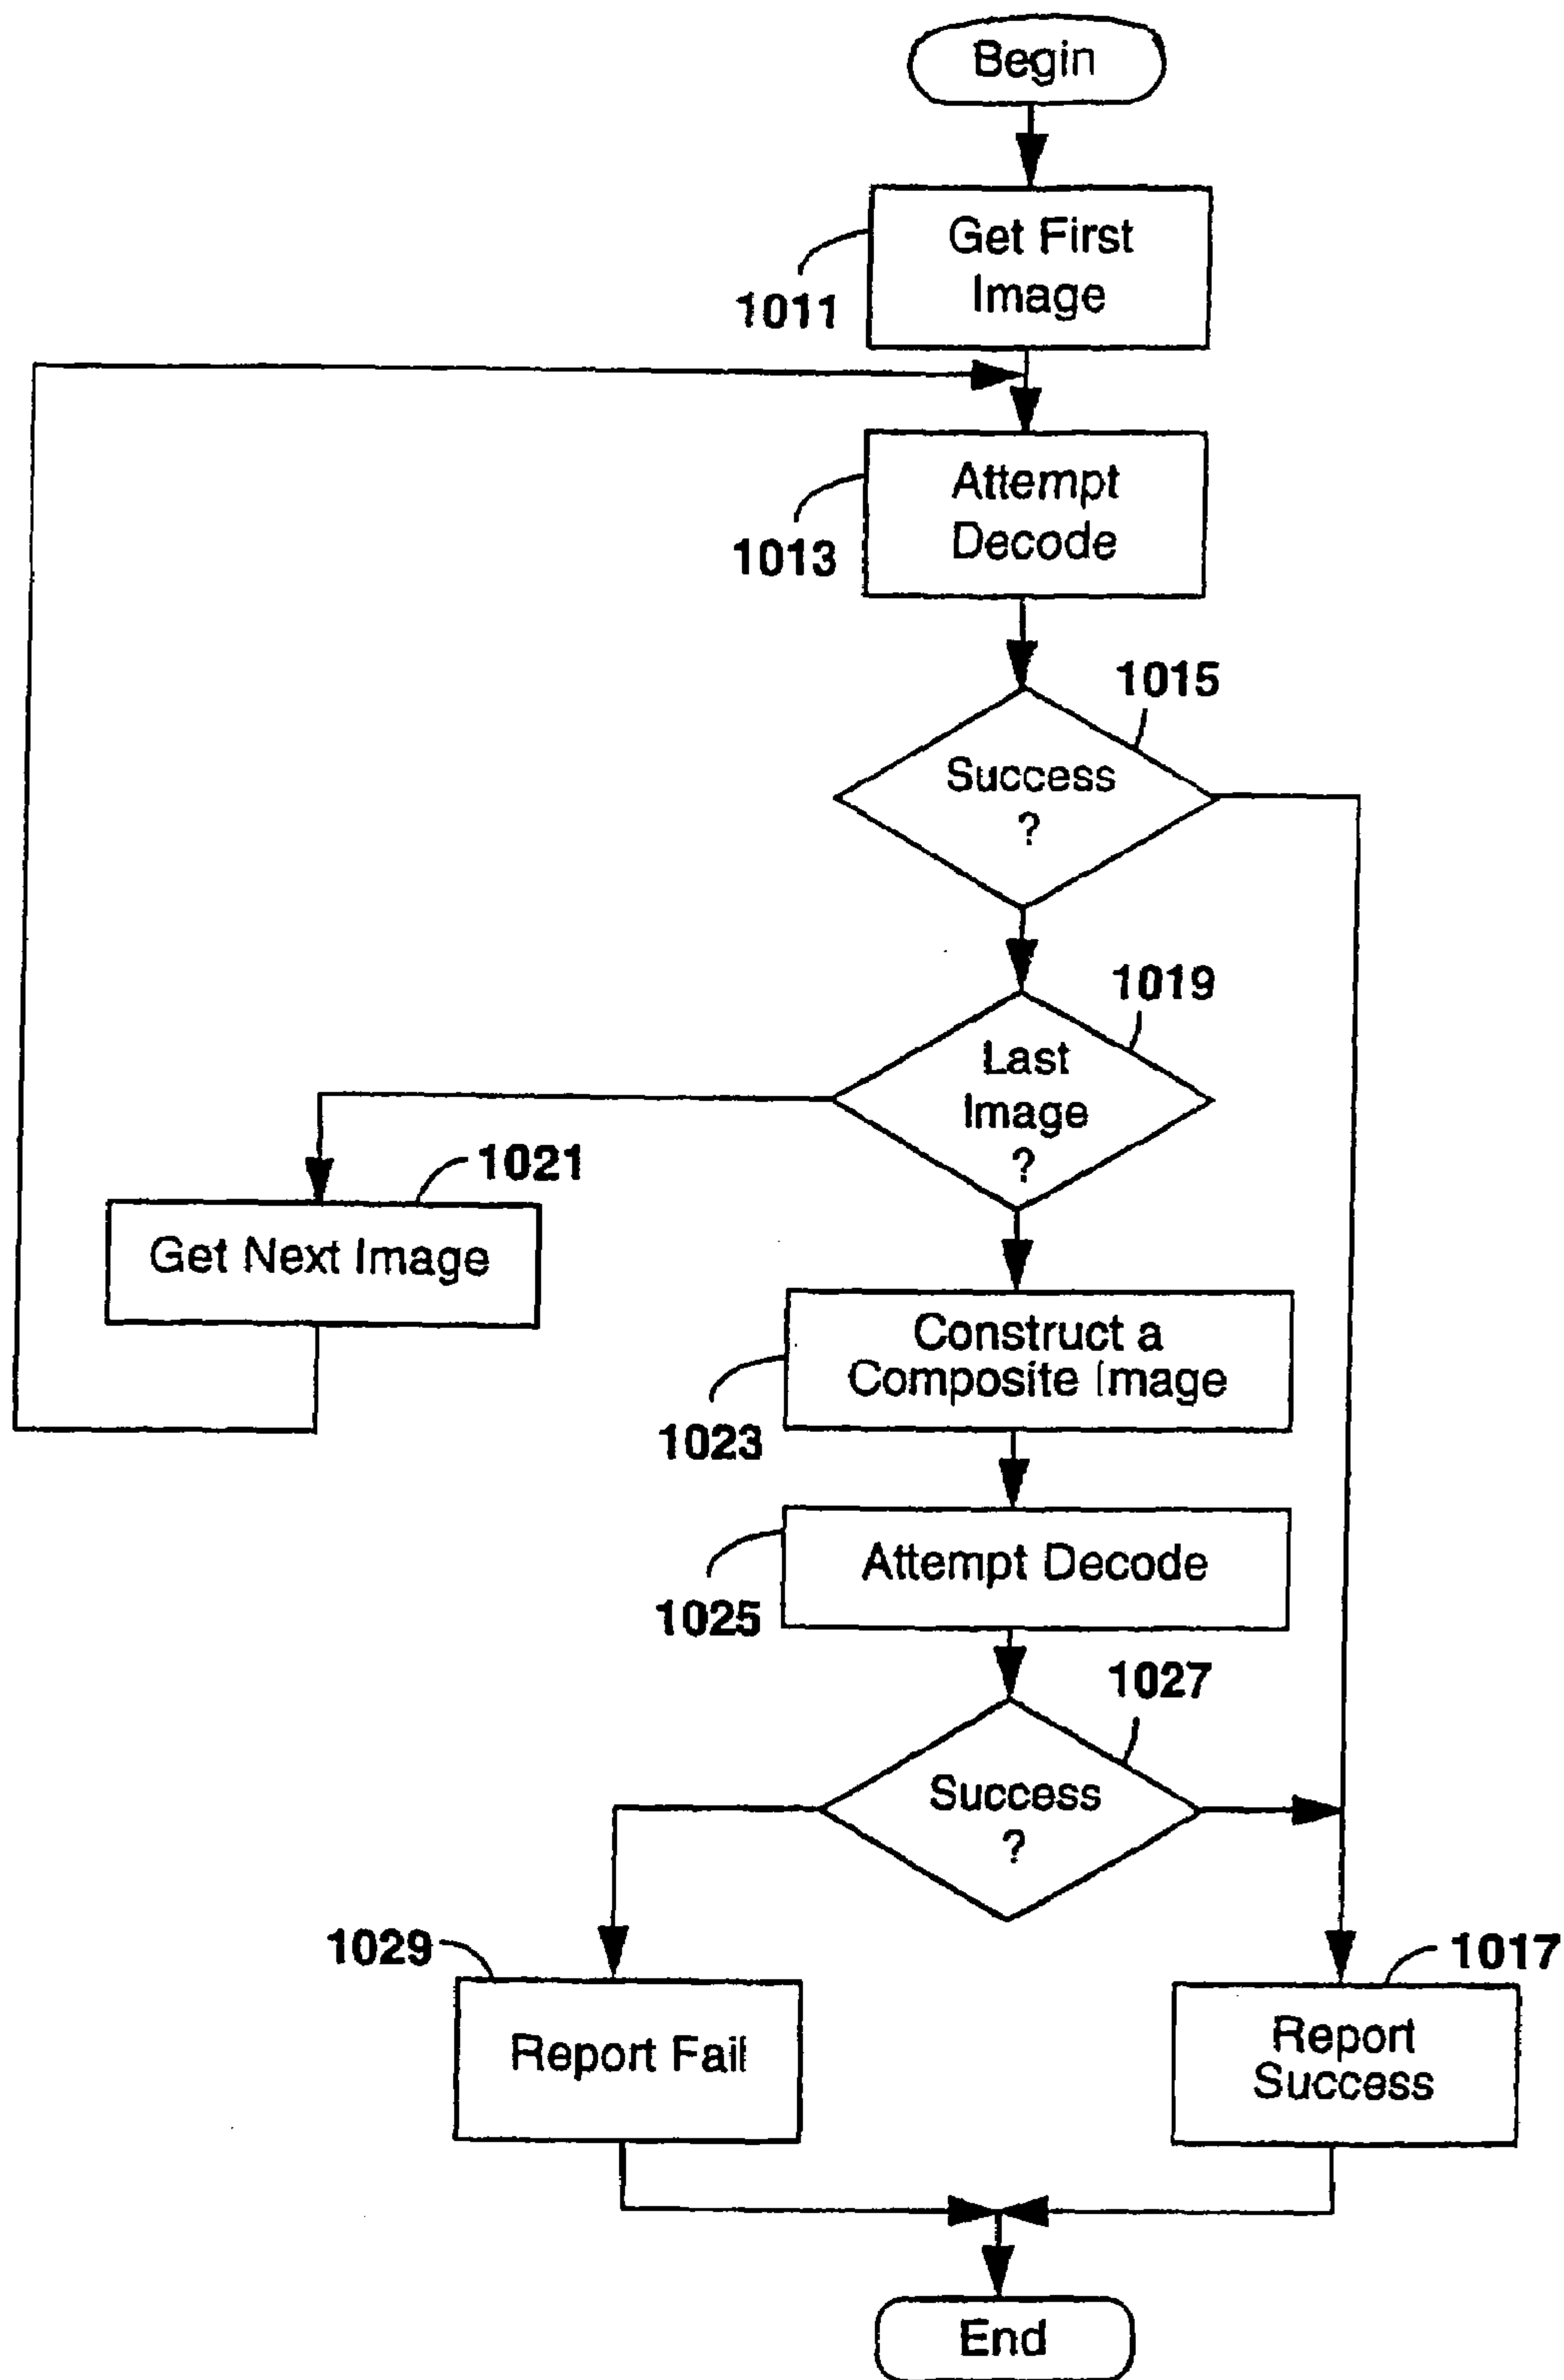 Begin
Get First
Image
1011
Attempt
Decode
1013
1015
Success
?
1019
Last
Image
?
1021
Get Next Image
Construct a
Composite Image
1023
Attempt Decode
1025
1027
Success
?
1029
Report Fail
1017
Report
Success
End